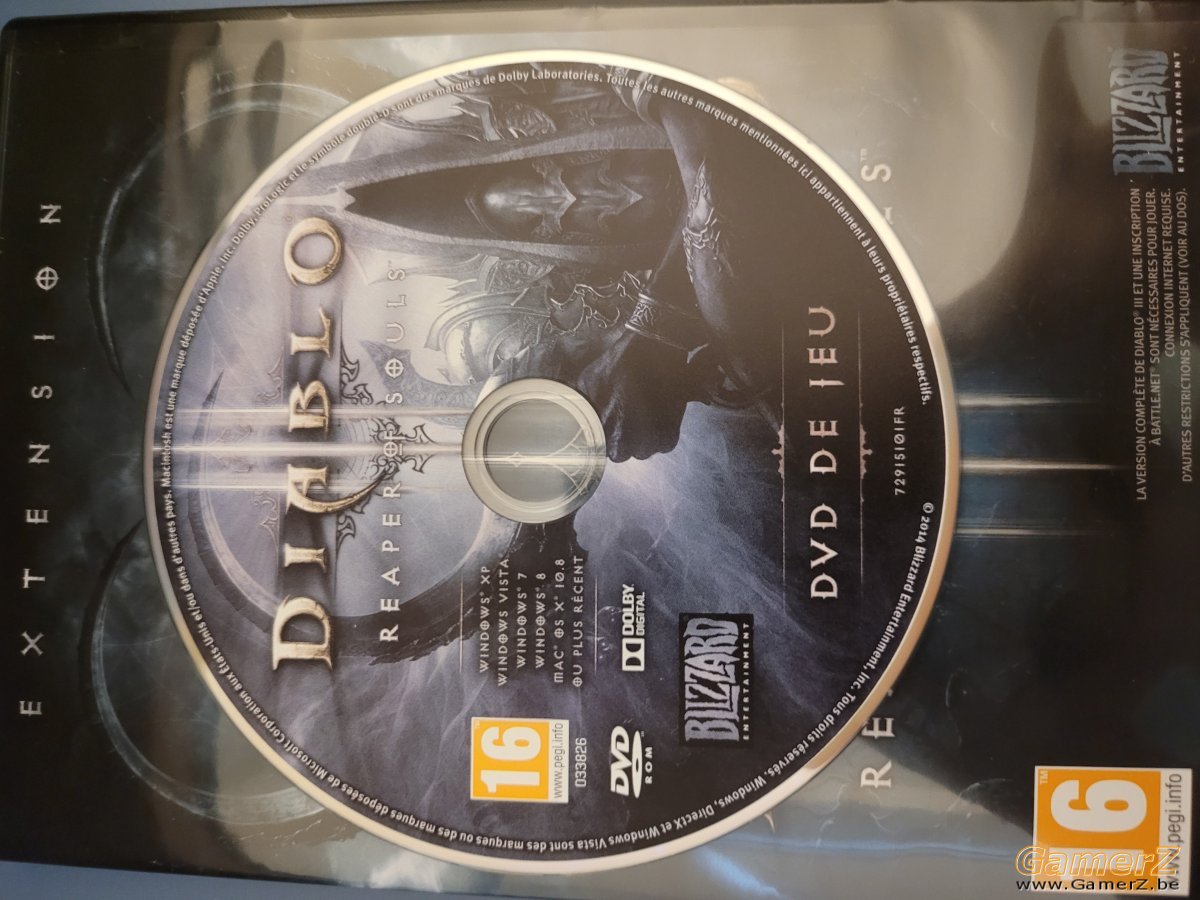 EXTENSION
DIABLO
REAPER OF SOULS™
WINDOWS® XP
WINDOWS VISTA®
WINDOWS® 7
WINDOWS® 8
MAC® OS X® 10.8
OU PLUS RÉCENT
16
www.pegi.info
033826
DVD
ROM
DOLBY
DIGITAL
BLIZZARD
ENTERTAINMENT
DVD DE JEU
7291510IFR
© 2014 Blizzard Entertainment, Inc. Tous droits réservés. Windows, DirectX et Windows Vista sont des marques ou des marques déposées de Microsoft Corporation aux États-Unis et/ou dans d'autres pays. Macintosh est une marque déposée d'Apple, Inc. Dolby, Pro Logic et le symbole double-D sont des marques de Dolby Laboratories. Toutes les autres marques mentionnées ici appartiennent à leurs propriétaires respectifs.
BLIZZARD
ENTERTAINMENT
LA VERSION COMPLÈTE DE DIABLO® III ET UNE INSCRIPTION
À BATTLE.NET® SONT NÉCESSAIRES POUR JOUER.
CONNEXION INTERNET REQUISE.
D'AUTRES RESTRICTIONS S'APPLIQUENT (VOIR AU DOS).
16
™
www.pegi.info
GamerZ
www.GamerZ.be